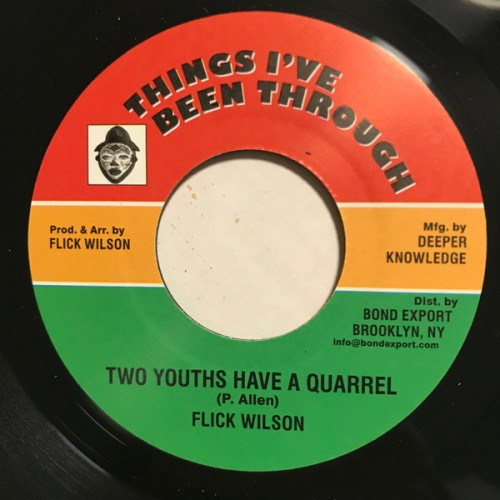 THINGS I'VE
BEEN THROUGH
Prod. & Arr. by
FLICK WILSON
Mfg. by
DEEPER
KNOWLEDGE
Dist. by
BOND EXPORT
BROOKLYN, NY
info@bondexport.com
TWO YOUTHS HAVE A QUARREL
(P. Allen)
FLICK WILSON